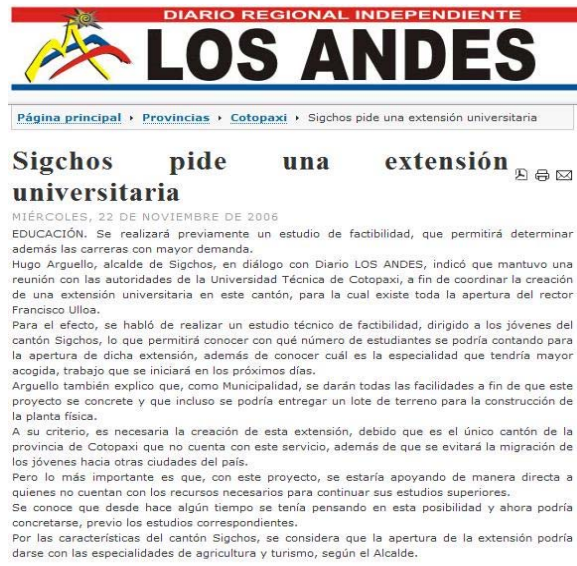 DIARIO REGIONAL INDEPENDIENTE
LOS ANDES
Página principal › Provincias › Cotopaxi › Sigchos pide una extensión universitaria
Sigchos pide una extensión
universitaria
MIÉRCOLES, 22 DE NOVIEMBRE DE 2006
EDUCACIÓN. Se realizará previamente un estudio de factibilidad, que permitirá determinar
además las carreras con mayor demanda.
Hugo Arguello, alcalde de Sigchos, en diálogo con Diario LOS ANDES, indicó que mantuvo una
reunión con las autoridades de la Universidad Técnica de Cotopaxi, a fin de coordinar la creación
de una extensión universitaria en este cantón, para la cual existe toda la apertura del rector
Francisco Ulloa.
Para el efecto, se habló de realizar un estudio técnico de factibilidad, dirigido a los jóvenes del
cantón Sigchos, lo que permitirá conocer con qué número de estudiantes se podría contando para
la apertura de dicha extensión, además de conocer cuál es la especialidad que tendría mayor
acogida, trabajo que se iniciará en los próximos días.
Arguello también explico que, como Municipalidad, se darán todas las facilidades a fin de que este
proyecto se concrete y que incluso se podría entregar un lote de terreno para la construcción de
la planta física.
A su criterio, es necesaria la creación de esta extensión, debido que es el único cantón de la
provincia de Cotopaxi que no cuenta con este servicio, además de que se evitará la migración de
los jóvenes hacia otras ciudades del país.
Pero lo más importante es que, con este proyecto, se estaría apoyando de manera directa a
quienes no cuentan con los recursos necesarios para continuar sus estudios superiores.
Se conoce que desde hace algún tiempo se tenía pensando en esta posibilidad y ahora podría
concretarse, previo los estudios correspondientes.
Por las características del cantón Sigchos, se considera que la apertura de la extensión podría
darse con las especialidades de agricultura y turismo, según el Alcalde.